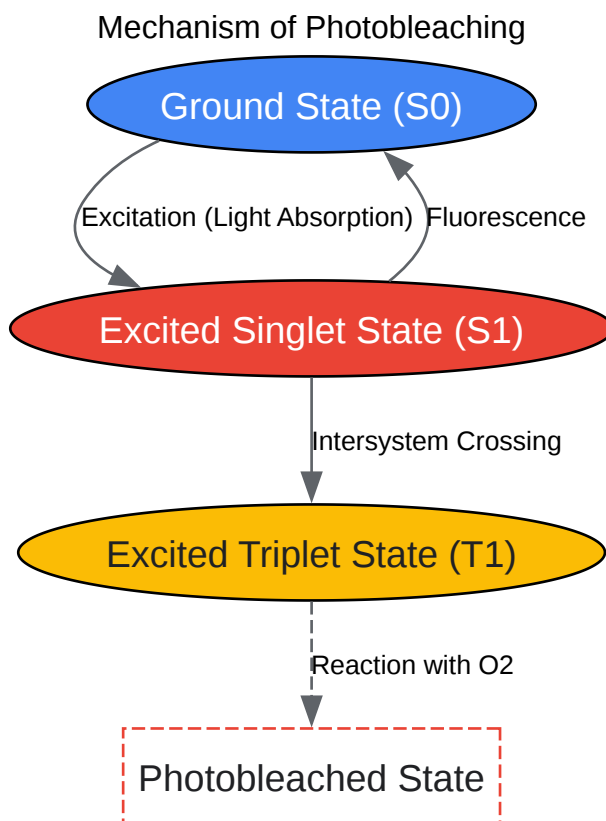 Mechanism of Photobleaching
Ground State (S0)
Excitation (Light Absorption)
Fluorescence
Excited Singlet State (S1)
Intersystem Crossing
Excited Triplet State (T1)
Reaction with O2
Photobleached State